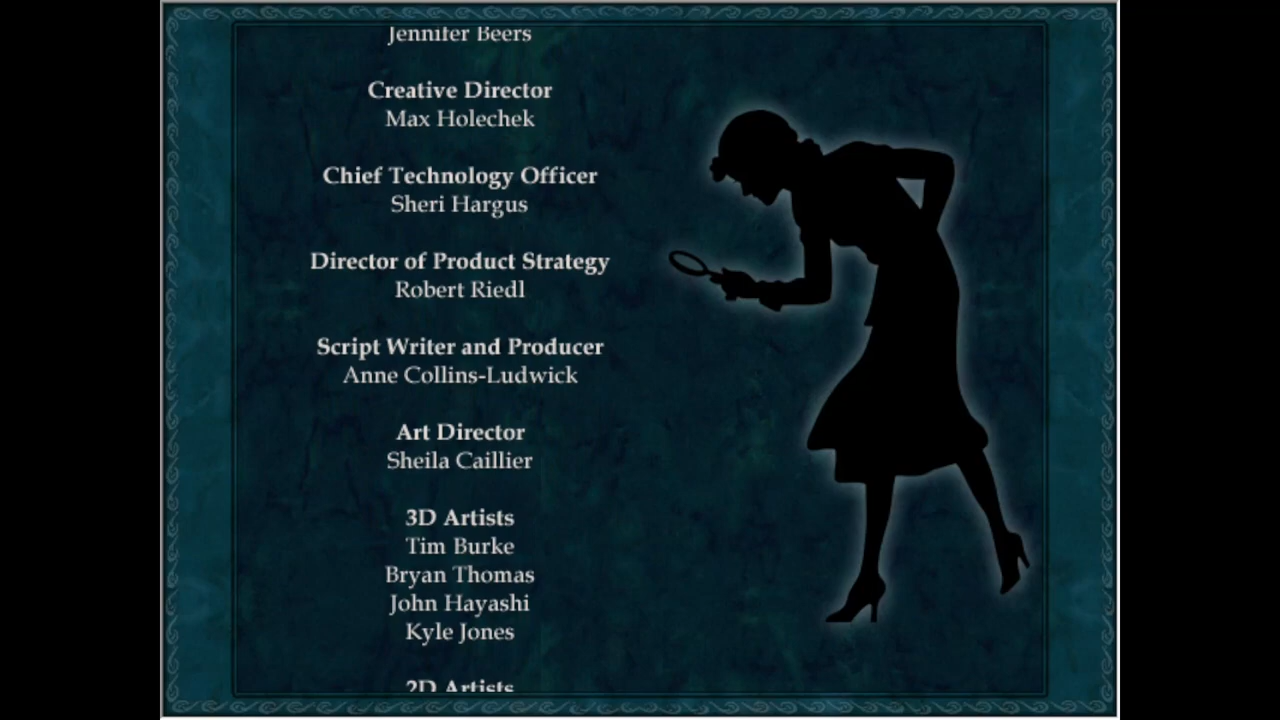 Jennifer Beers
Creative Director
Max Holechek
Chief Technology Officer
Sheri Hargus
Director of Product Strategy
Robert Riedl
Script Writer and Producer
Anne Collins-Ludwick
Art Director
Sheila Caillier
3D Artists
Tim Burke
Bryan Thomas
John Hayashi
Kyle Jones
2D Artists